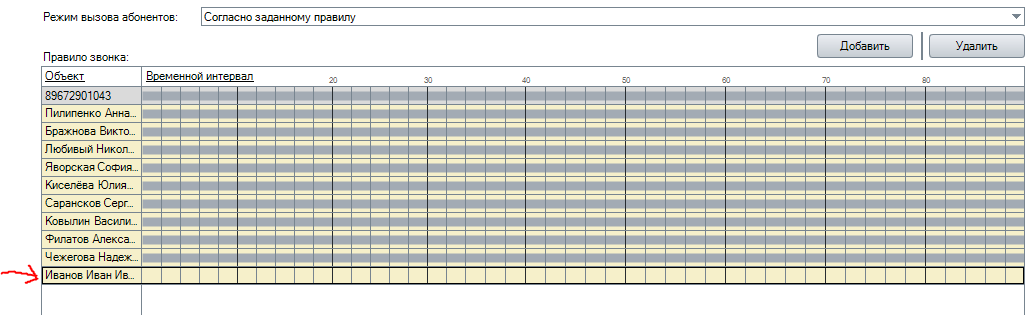 Режим вызова абонентов: Согласно заданному правилу
Добавить Удалить
Правило звонка:
Объект Временной интервал 20 30 40 50 60 70 80
89672901043
Пилипенко Анна...
Бражнова Викто...
Любивый Никол...
Яворская София...
Киселёва Юлия...
Сарансков Серг...
Ковылин Васили...
Филатов Алекса...
Чежегова Надеж...
Иванов Иван Ив...